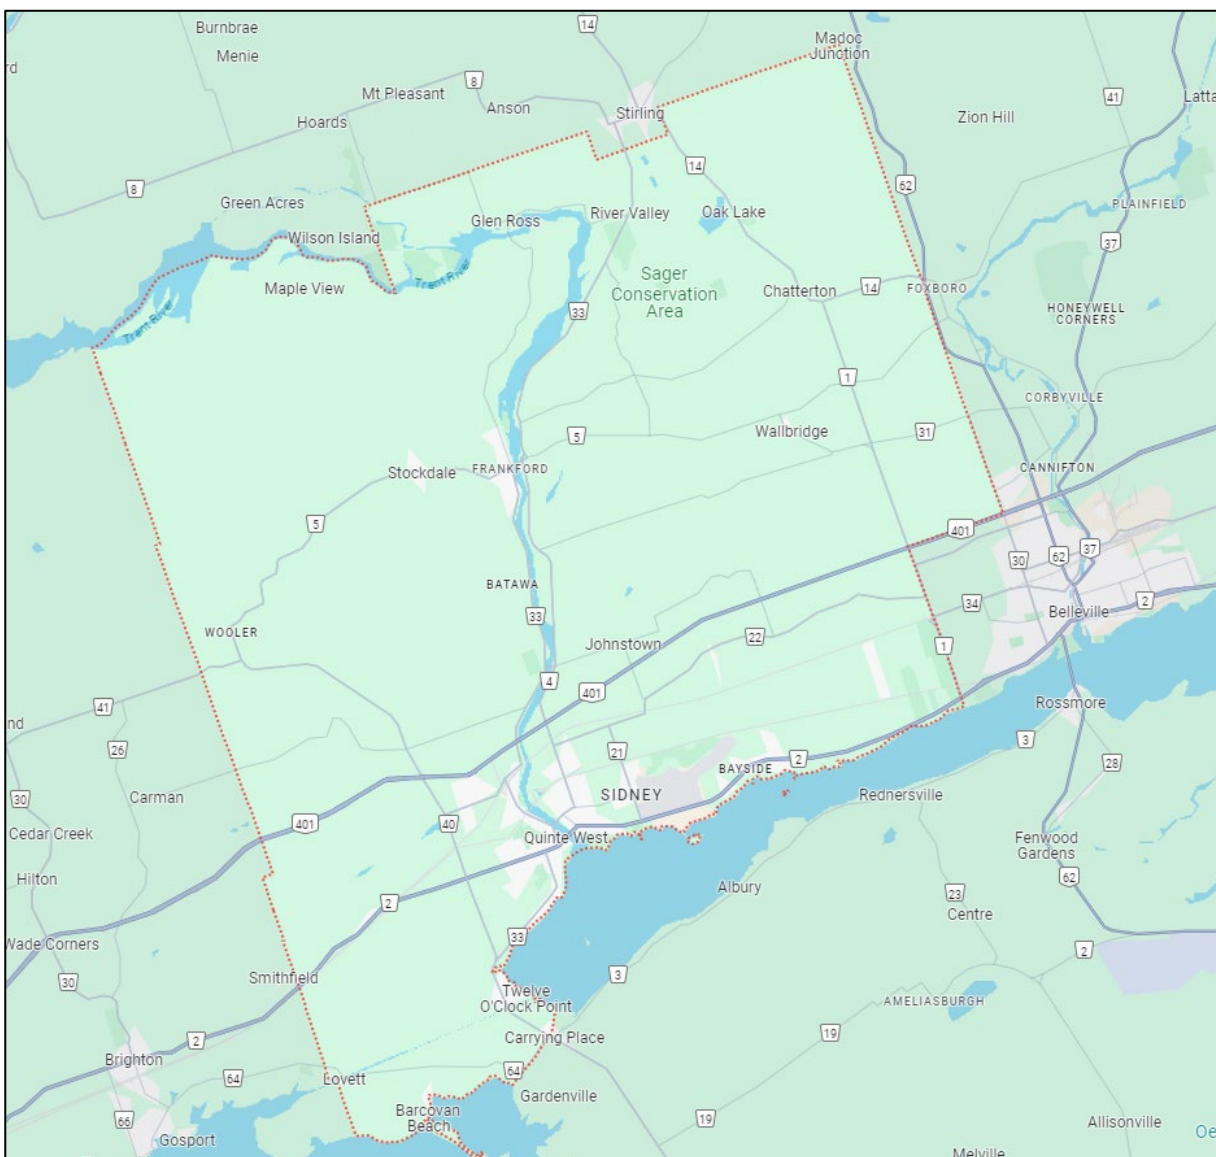 Burnbrae
14
Madoc
Junction
Menie
rd
8
Mt Pleasant
41
Latta
Anson
Stirling
Hoards
Zion Hill
14
8
62
Green Acres
PLAINFIELD
Glen Ross
River Valley
Oak Lake
Wilson Island
37
Trent River
Sager
Conservation
Area
Maple View
Chatterton
14
FOXBORO
33
HONEYWELL
CORNERS
Trent River
1
CORBYVILLE
5
Wallbridge
31
Stockdale
FRANKFORD
CANNIFTON
5
401
62
37
30
BATAWA
34
2
33
Belleville
WOOLER
22
Johnstown
1
4
401
41
Rossmore
nd
26
21
2
3
BAYSIDE
28
30
Carman
SIDNEY
Rednersville
401
40
Cedar Creek
Quinte West
Fenwood
Gardens
Hilton
62
Albury
23
2
Centre
33
Wade Corners
2
30
Smithfield
3
Twelve
O'Clock Point
AMELIASBURGH
2
Carrying Place
19
Brighton
64
64
Lovett
Gardenville
Barcovan
Beach
66
19
Allisonville
Gosport
Oe
Melville